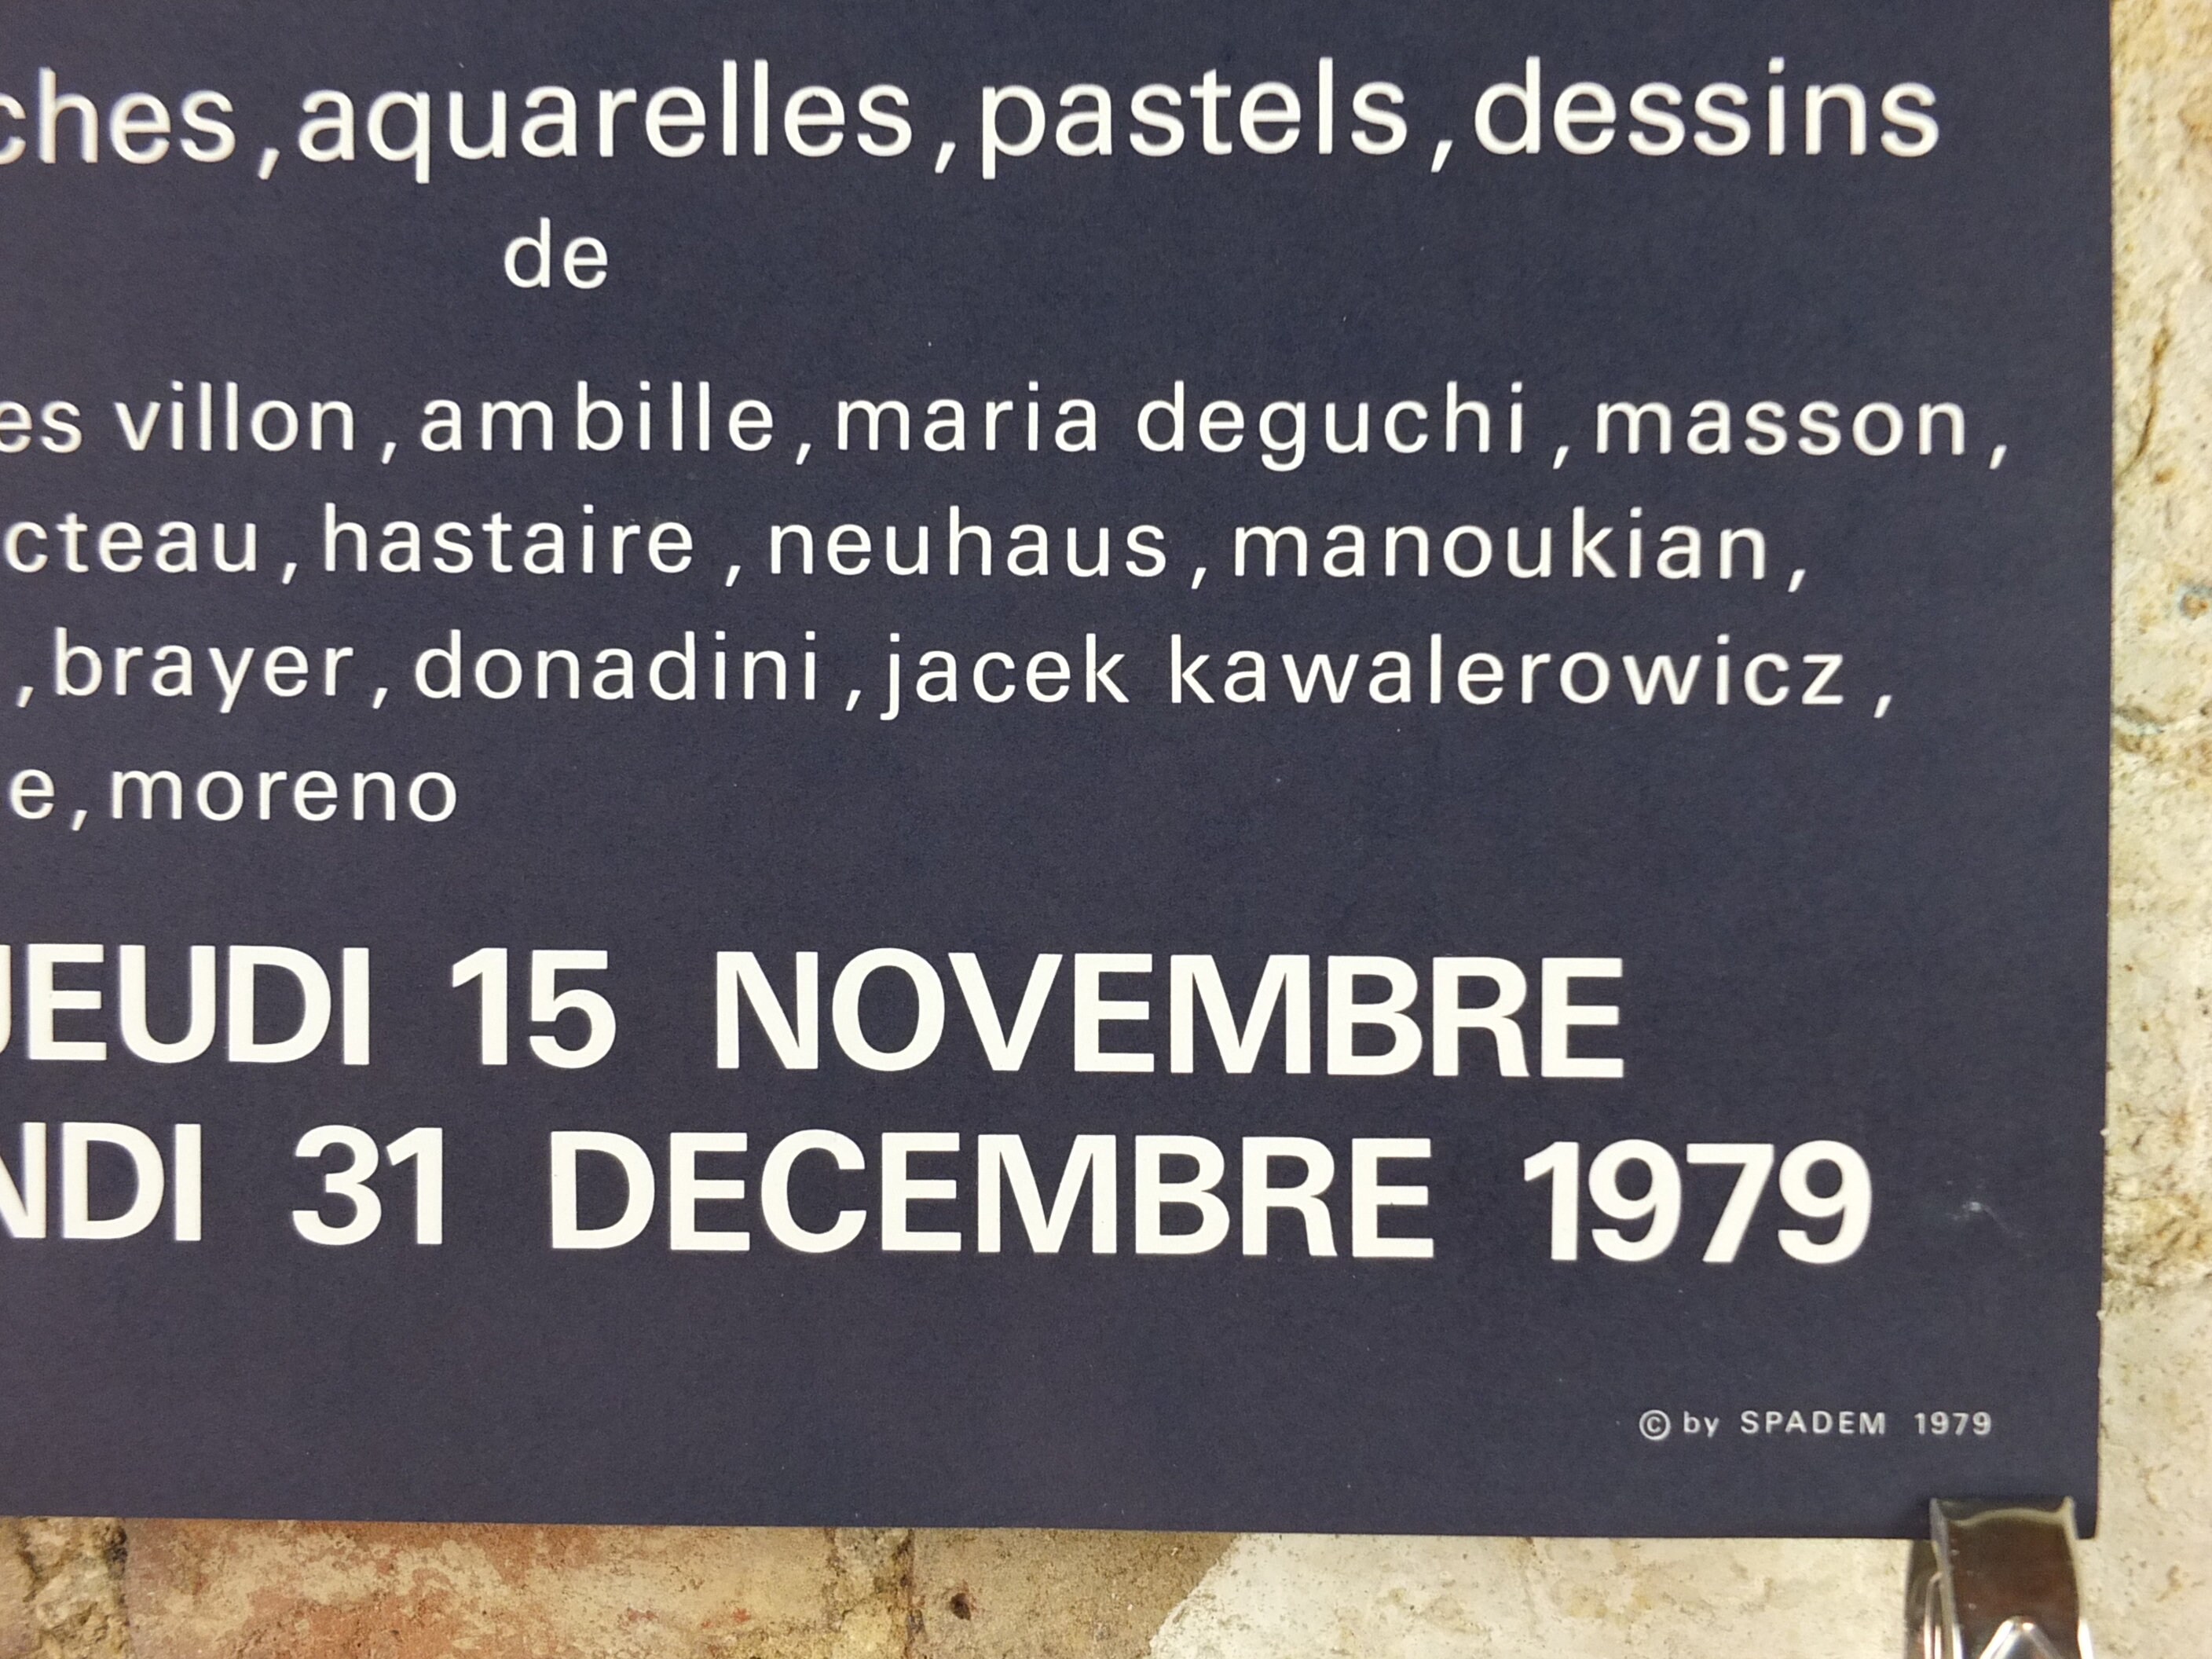 ches,aquarelles,pastels,dessins
de
es villon,ambille,maria deguchi,masson,
cteau,hastaire,neuhaus,manoukian,
,brayer,donadini,jacek kawalerowicz,
e,moreno
JEUDI 15 NOVEMBRE
NDI 31 DECEMBRE 1979
© by SPADEM 1979